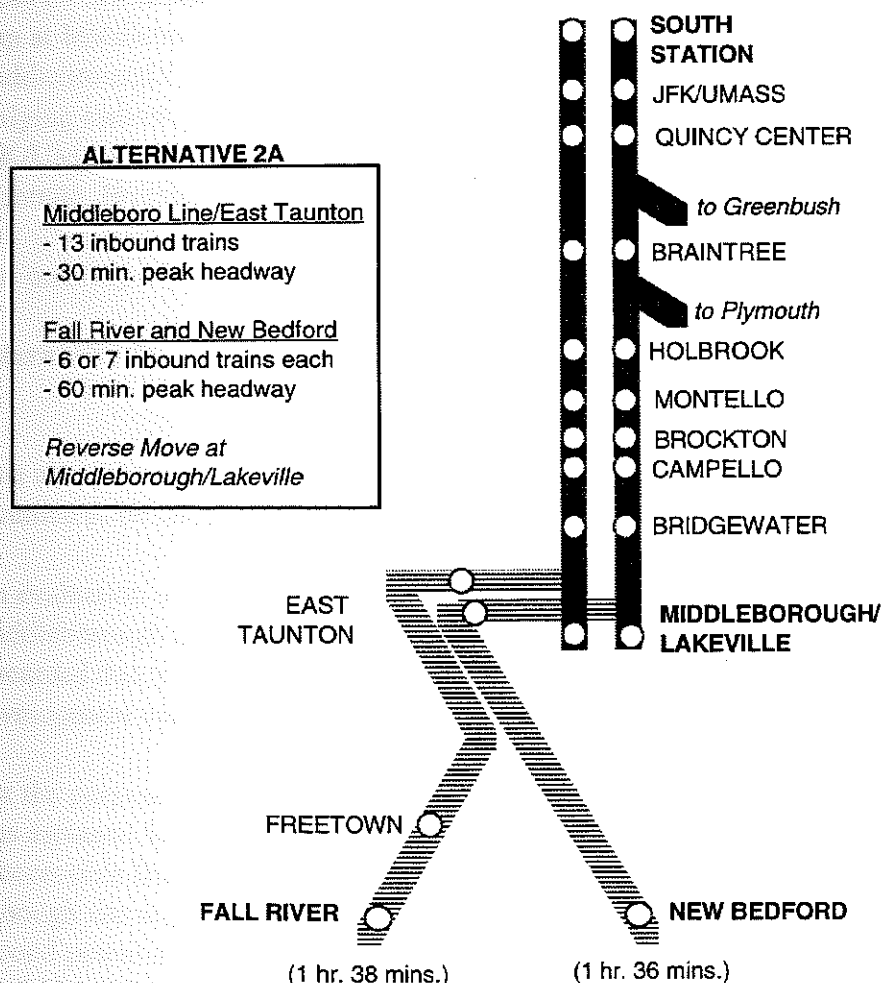 SOUTH
STATION
JFK/UMASS
QUINCY CENTER
ALTERNATIVE 2A
Middleboro Line/East Taunton
- 13 inbound trains
- 30 min. peak headway
Fall River and New Bedford
- 6 or 7 inbound trains each
- 60 min. peak headway
Reverse Move at
Middleborough/Lakeville
to Greenbush
BRAINTREE
to Plymouth
HOLBROOK
MONTELLO
BROCKTON
CAMPELLO
BRIDGEWATER
EAST
TAUNTON
MIDDLEBOROUGH/
LAKEVILLE
FREETOWN
FALL RIVER
NEW BEDFORD
(1 hr. 38 mins.)
(1 hr. 36 mins.)